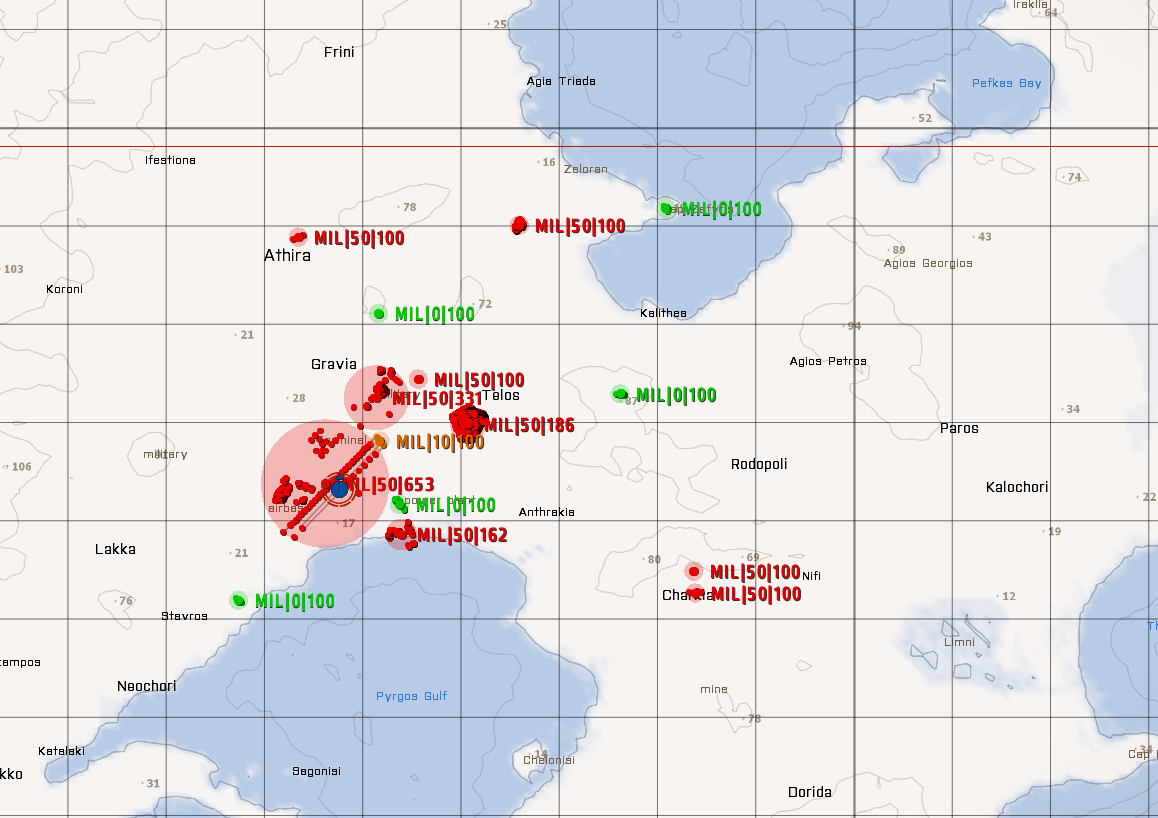 Iraklia
64
25
Frini
Agia Triada
Pefkas Bay
52
Ifestiona
16
Zaloran
74
78
MIL|0|100
MIL|50|100
MIL|50|100
43
Athira
89
Agios Georgios
103
Koroni
72
MIL|0|100
Kalithea
94
21
Gravia
Agios Petros
MIL|50|100
28
MIL|50|331
Telos
87
MIL|0|100
34
MIL|50|186
Paros
MIL|10|100
military
106
Rodopoli
MIL|50|653
Kalochori
22
MIL|0|100
airbase
Anthrakia
17
MIL|50|162
19
Lakka
21
80
69
MIL|50|100
Nifi
MIL|50|100
12
76
MIL|0|100
Stavros
Limni
Neochori
mine
Pyrgos Gulf
78
Katalaki
14
Chelonisi
34
Cap
Sagonisi
31
Dorida